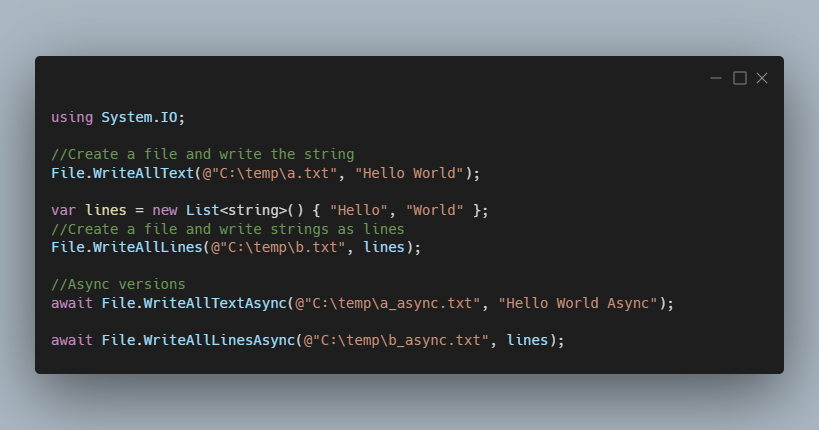 using System.IO;
//Create a file and write the string
File.WriteAllText(@"C:\temp\a.txt", "Hello World");
var lines = new List<string>() { "Hello", "World" };
//Create a file and write strings as lines
File.WriteAllLines(@"C:\temp\b.txt", lines);
//Async versions
await File.WriteAllTextAsync(@"C:\temp\a_async.txt", "Hello World Async");
await File.WriteAllLinesAsync(@"C:\temp\b_async.txt", lines);